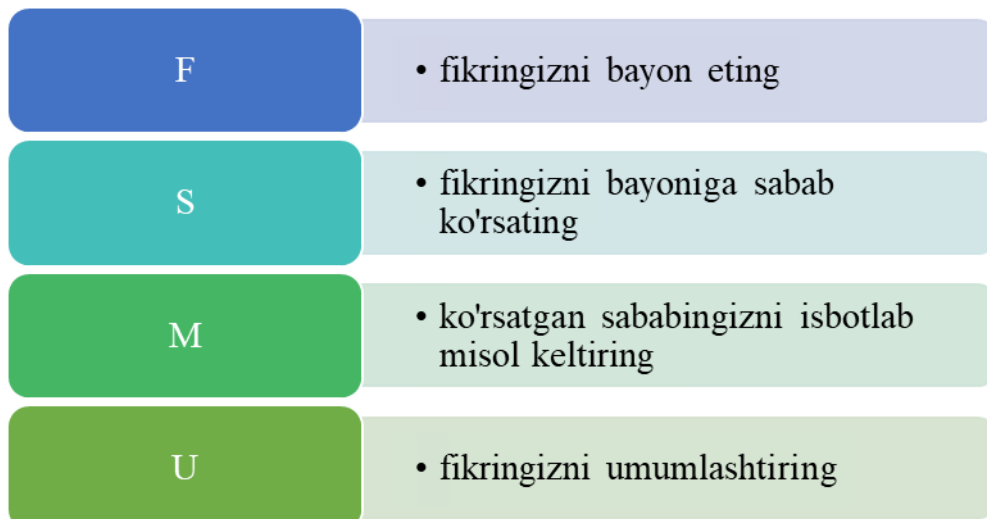 F
• fikringizni bayon eting
S
• fikringizni bayoniga sabab
ko'rsating
M
• ko'rsatgan sababingizni isbotlab
misol keltiring
U
• fikringizni umumlashtiring